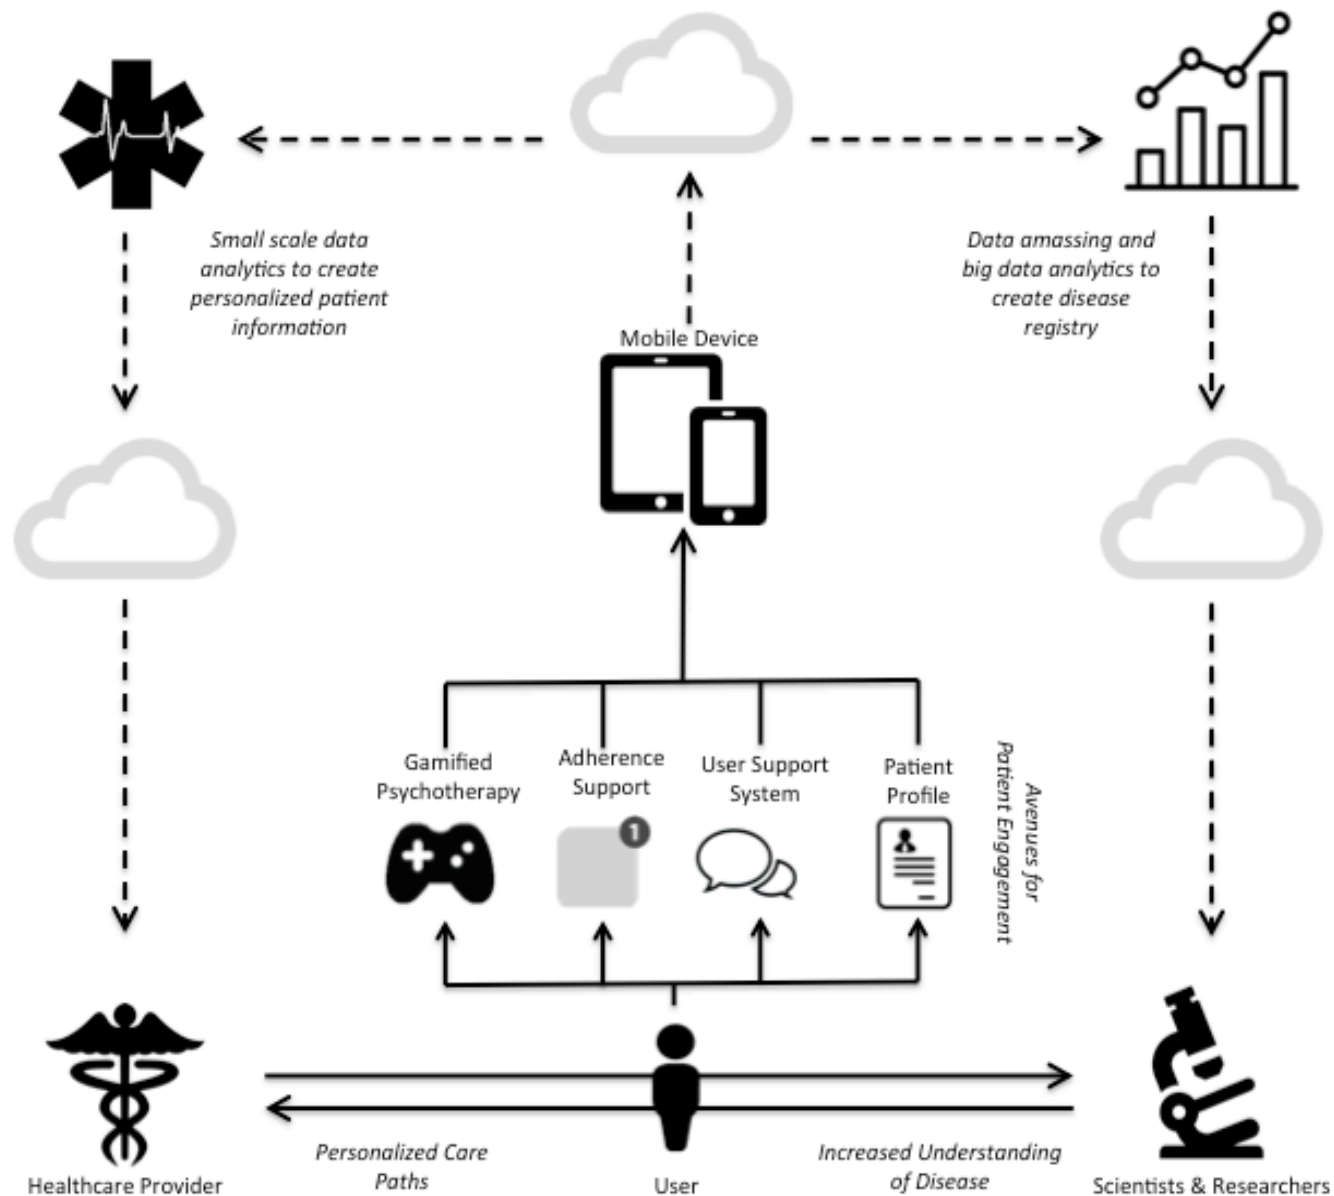 Small scale data
analytics to create
personalized patient
information
Data amassing and
big data analytics to
create disease
registry
Mobile Device
Gamified
Psychotherapy
Adherence
Support
User Support
System
Patient
Profile
1
Avenues for
Patient Engagement
Personalized Care
Paths
Increased Understanding
of Disease
Healthcare Provider
User
Scientists & Researchers